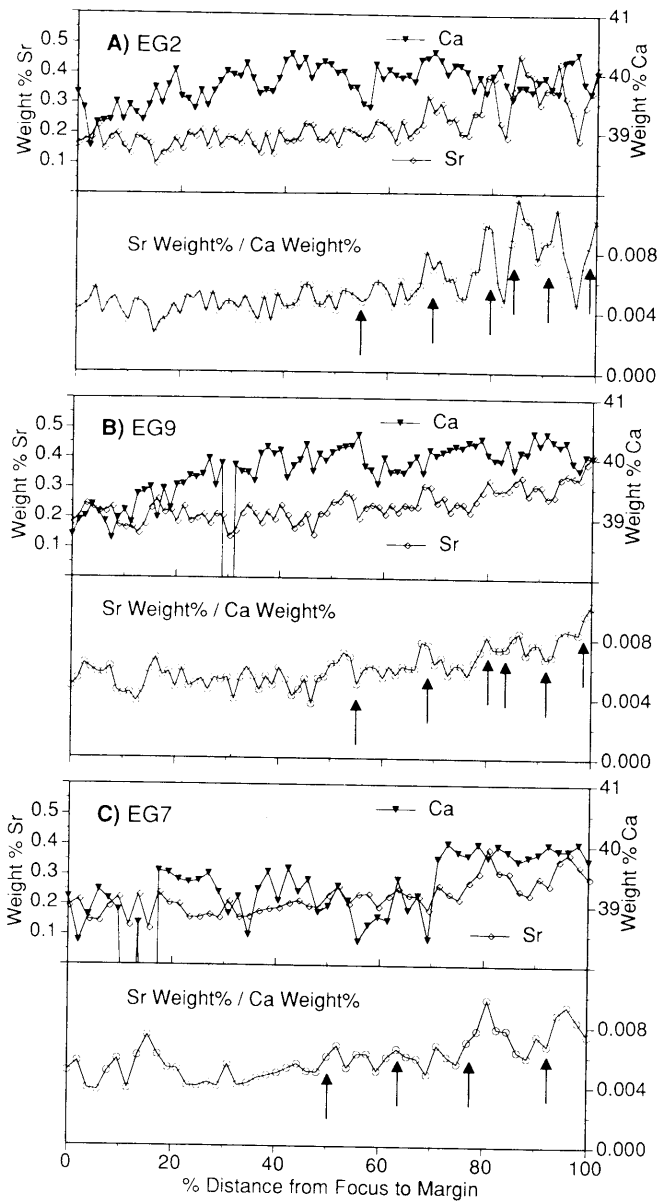 A) EG2
Ca
Sr
Weight % Sr
0.5
0.4
0.3
0.2
0.1
41
40
39
Weight % Ca
Sr Weight% / Ca Weight%
0.008
0.004
0.000
B) EG9
Ca
Sr
Weight % Sr
0.5
0.4
0.3
0.2
0.1
41
40
39
Weight % Ca
Sr Weight% / Ca Weight%
0.008
0.004
0.000
C) EG7
Ca
Sr
Weight % Sr
0.5
0.4
0.3
0.2
0.1
41
40
39
Weight % Ca
Sr Weight% / Ca Weight%
0.008
0.004
0.000
0 20 40 60 80 100
% Distance from Focus to Margin